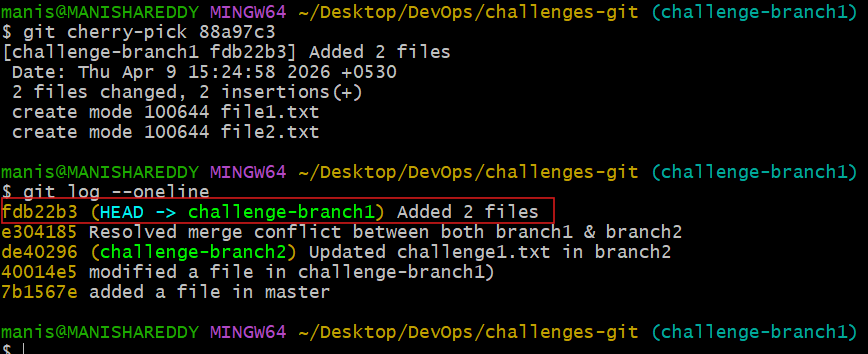 manis@MANISHAREDDY MINGW64 ~/Desktop/DevOps/challenges-git (challenge-branch1)
$ git cherry-pick 88a97c3
[challenge-branch1 fdb22b3] Added 2 files
 Date: Thu Apr 9 15:24:58 2026 +0530
 2 files changed, 2 insertions(+)
 create mode 100644 file1.txt
 create mode 100644 file2.txt
manis@MANISHAREDDY MINGW64 ~/Desktop/DevOps/challenges-git (challenge-branch1)
$ git log --oneline
fdb22b3 (HEAD -> challenge-branch1) Added 2 files
e304185 Resolved merge conflict between both branch1 & branch2
de40296 (challenge-branch2) Updated challenge1.txt in branch2
40014e5 modified a file in challenge-branch1)
7b1567e added a file in master
manis@MANISHAREDDY MINGW64 ~/Desktop/DevOps/challenges-git (challenge-branch1)
$